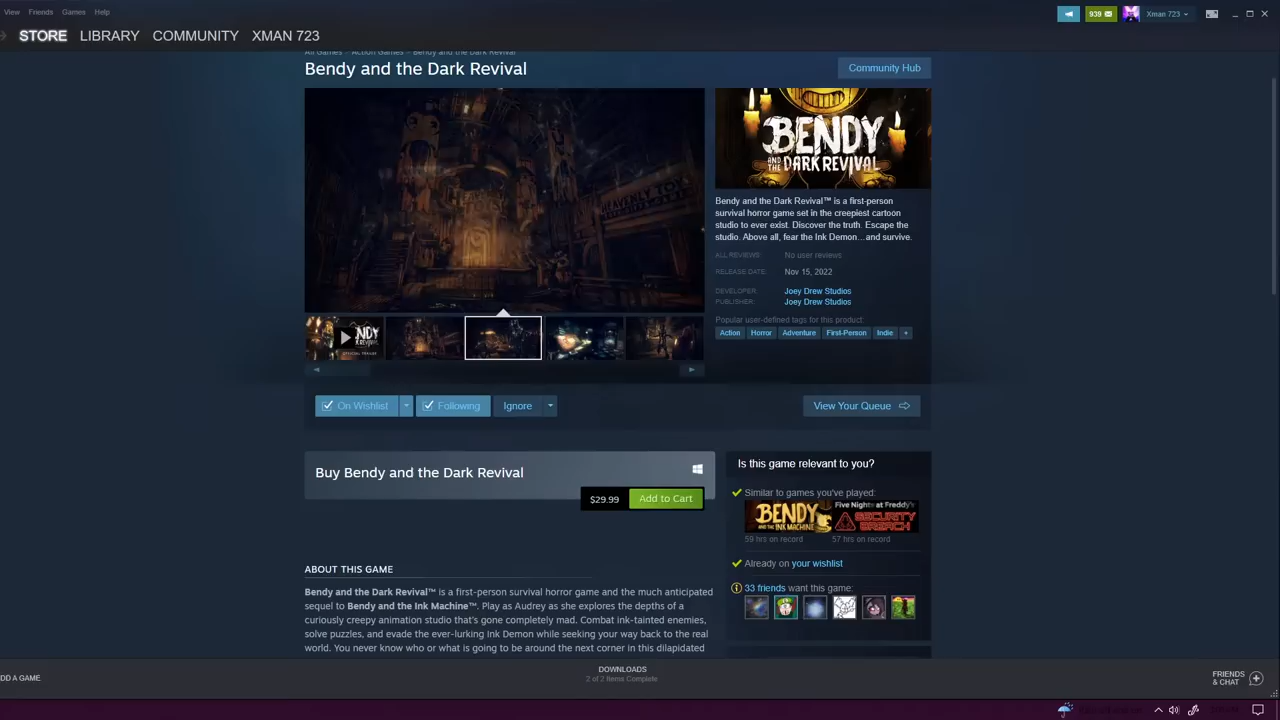 View Friends Games Help
939
Xman 723
STORE LIBRARY COMMUNITY XMAN 723
All Games > Action Games > Bendy and the Dark Revival
Bendy and the Dark Revival
Community Hub
HEAVENLY TOYS
BENDY
AND THE DARK REVIVAL
Bendy and the Dark Revival™ is a first-person
survival horror game set in the creepiest cartoon
studio to ever exist. Discover the truth. Escape the
studio. Above all, fear the Ink Demon...and survive.
ALL REVIEWS: No user reviews
RELEASE DATE: Nov 15, 2022
DEVELOPER: Joey Drew Studios
PUBLISHER: Joey Drew Studios
Popular user-defined tags for this product:
Action Horror Adventure First-Person Indie +
On Wishlist Following Ignore
View Your Queue
Buy Bendy and the Dark Revival
$29.99 Add to Cart
Is this game relevant to you?
Similar to games you've played:
BENDY AND THE INK MACHINE
Five Nights at Freddy's
SECURITY BREACH
59 hrs on record 57 hrs on record
Already on your wishlist
33 friends want this game:
ABOUT THIS GAME
Bendy and the Dark Revival™ is a first-person survival horror game and the much anticipated
sequel to Bendy and the Ink Machine™. Play as Audrey as she explores the depths of a
curiously creepy animation studio that's gone completely mad. Combat ink-tainted enemies,
solve puzzles, and evade the ever-lurking Ink Demon while seeking your way back to the real
world. You never know who or what is going to be around the next corner in this dilapidated
DD A GAME
DOWNLOADS
2 of 2 Items Complete
FRIENDS
& CHAT